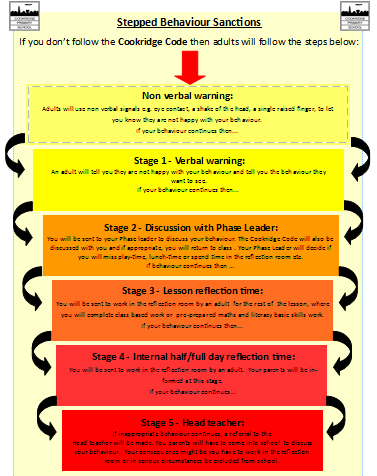 COOKRIDGE
PRIMARY
SCHOOL
Stepped Behaviour Sanctions
COOKRIDGE
PRIMARY
SCHOOL
If you don't follow the Cookridge Code then adults will follow the steps below:
Non verbal warning:
Adults will use non verbal signals e.g. eye contact, a shake of the head, a single raised finger, to let
you know they are not happy with your behaviour.
If your behaviour continues then...
Stage 1 - Verbal warning:
An adult will tell you they are not happy with your behaviour and tell you the behaviour they
want to see.
If your behaviour continues then...
Stage 2 - Discussion with Phase Leader:
You will be sent to your Phase leader to discuss your behaviour. The Cookridge Code will also be
discussed with you and if appropriate, you will return to class. Your Phase Leader will decide if
you will miss play-time, lunch-time or spend time in the reflection room etc.
If behaviour continues then ...
Stage 3 - Lesson reflection time:
You will be sent to work in the reflection room by an adult for the rest of the lesson, where
you will complete class based work or pre-prepared maths and literacy basic skills work.
If your behaviour continues then...
Stage 4 - Internal half/full day reflection time:
You will be sent to work in the reflection room by an adult. Your parents will be in-
formed at this stage.
If your behaviour continues...
Stage 5 - Head teacher:
If inappropriate behaviour continues, a referral to the
head teacher will be made. You parents will have to come into school to discuss
your behaviour. Your consequence might be you have to work in the reflection
room or in serious circumstances be excluded from school.